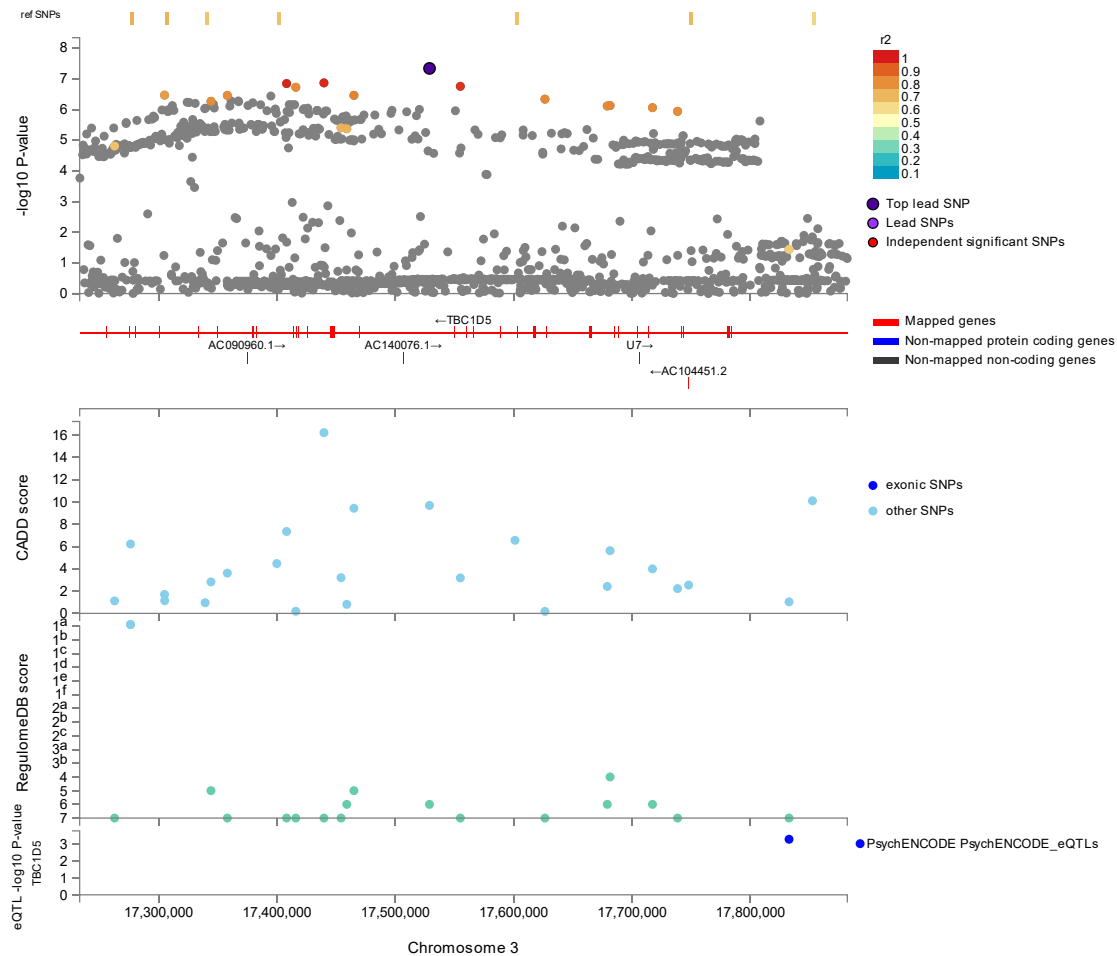 ref SNPs
r2
1
0.9
0.8
0.7
0.6
0.5
0.4
0.3
0.2
0.1
-log10 P-value
8
7
6
5
4
3
2
1
0
Top lead SNP
Lead SNPs
Independent significant SNPs
←TBC1D5
AC090960.1→
AC140076.1→
U7→
←AC104451.2
Mapped genes
Non-mapped protein coding genes
Non-mapped non-coding genes
CADD score
16
14
12
10
8
6
4
2
0
exonic SNPs
other SNPs
RegulomeDB score
1a
1b
1c
1d
1e
1f
2a
2b
2c
3a
3b
4
5
6
7
eQTL -log10 P-value
TBC1D5
3
2
1
0
PsychENCODE PsychENCODE_eQTLs
17,300,000
17,400,000
17,500,000
17,600,000
17,700,000
17,800,000
Chromosome 3